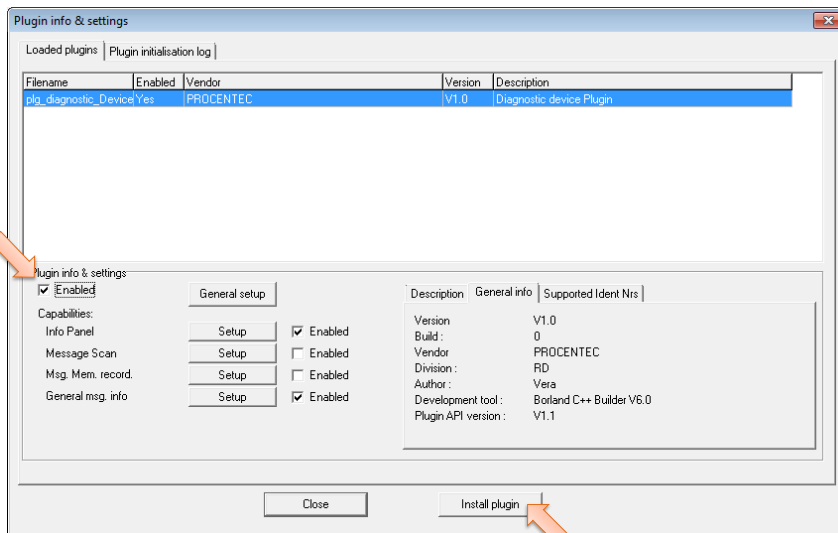 Plugin info & settings
Loaded plugins Plugin initialisation log
Filename Enabled Vendor Version Description
plg_diagnostic_Device Yes PROCENTEC V1.0 Diagnostic device Plugin
Plugin info & settings
Enabled General setup
Capabilities:
Info Panel Setup Enabled
Message Scan Setup Enabled
Msg. Mem. record. Setup Enabled
General msg. info Setup Enabled
Description General info Supported Ident Nrs
Version V1.0
Build : 0
Vendor PROCENTEC
Division : RD
Author : Vera
Development tool : Borland C++ Builder V6.0
Plugin API version : V1.1
Close Install plugin